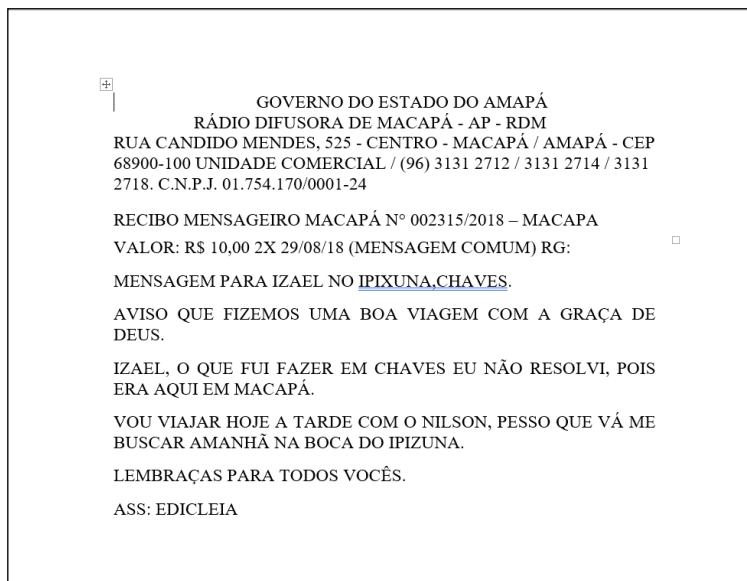 GOVERNO DO ESTADO DO AMAPÁ
RÁDIO DIFUSORA DE MACAPÁ - AP - RDM
RUA CANDIDO MENDES, 525 - CENTRO - MACAPÁ / AMAPÁ - CEP
68900-100 UNIDADE COMERCIAL / (96) 3131 2712 / 3131 2714 / 3131
2718. C.N.P.J. 01.754.170/0001-24
RECIBO MENSAGEIRO MACAPÁ N° 002315/2018 – MACAPA
VALOR: R$ 10,00 2X 29/08/18 (MENSAGEM COMUM) RG:
MENSAGEM PARA IZAEL NO IPIXUNA,CHAVES.
AVISO QUE FIZEMOS UMA BOA VIAGEM COM A GRAÇA DE
DEUS.
IZAEL, O QUE FUI FAZER EM CHAVES EU NÃO RESOLVI, POIS
ERA AQUI EM MACAPÁ.
VOU VIAJAR HOJE A TARDE COM O NILSON, PESSO QUE VÁ ME
BUSCAR AMANHÃ NA BOCA DO IPIZUNA.
LEMBRAÇAS PARA TODOS VOCÊS.
ASS: EDICLEIA